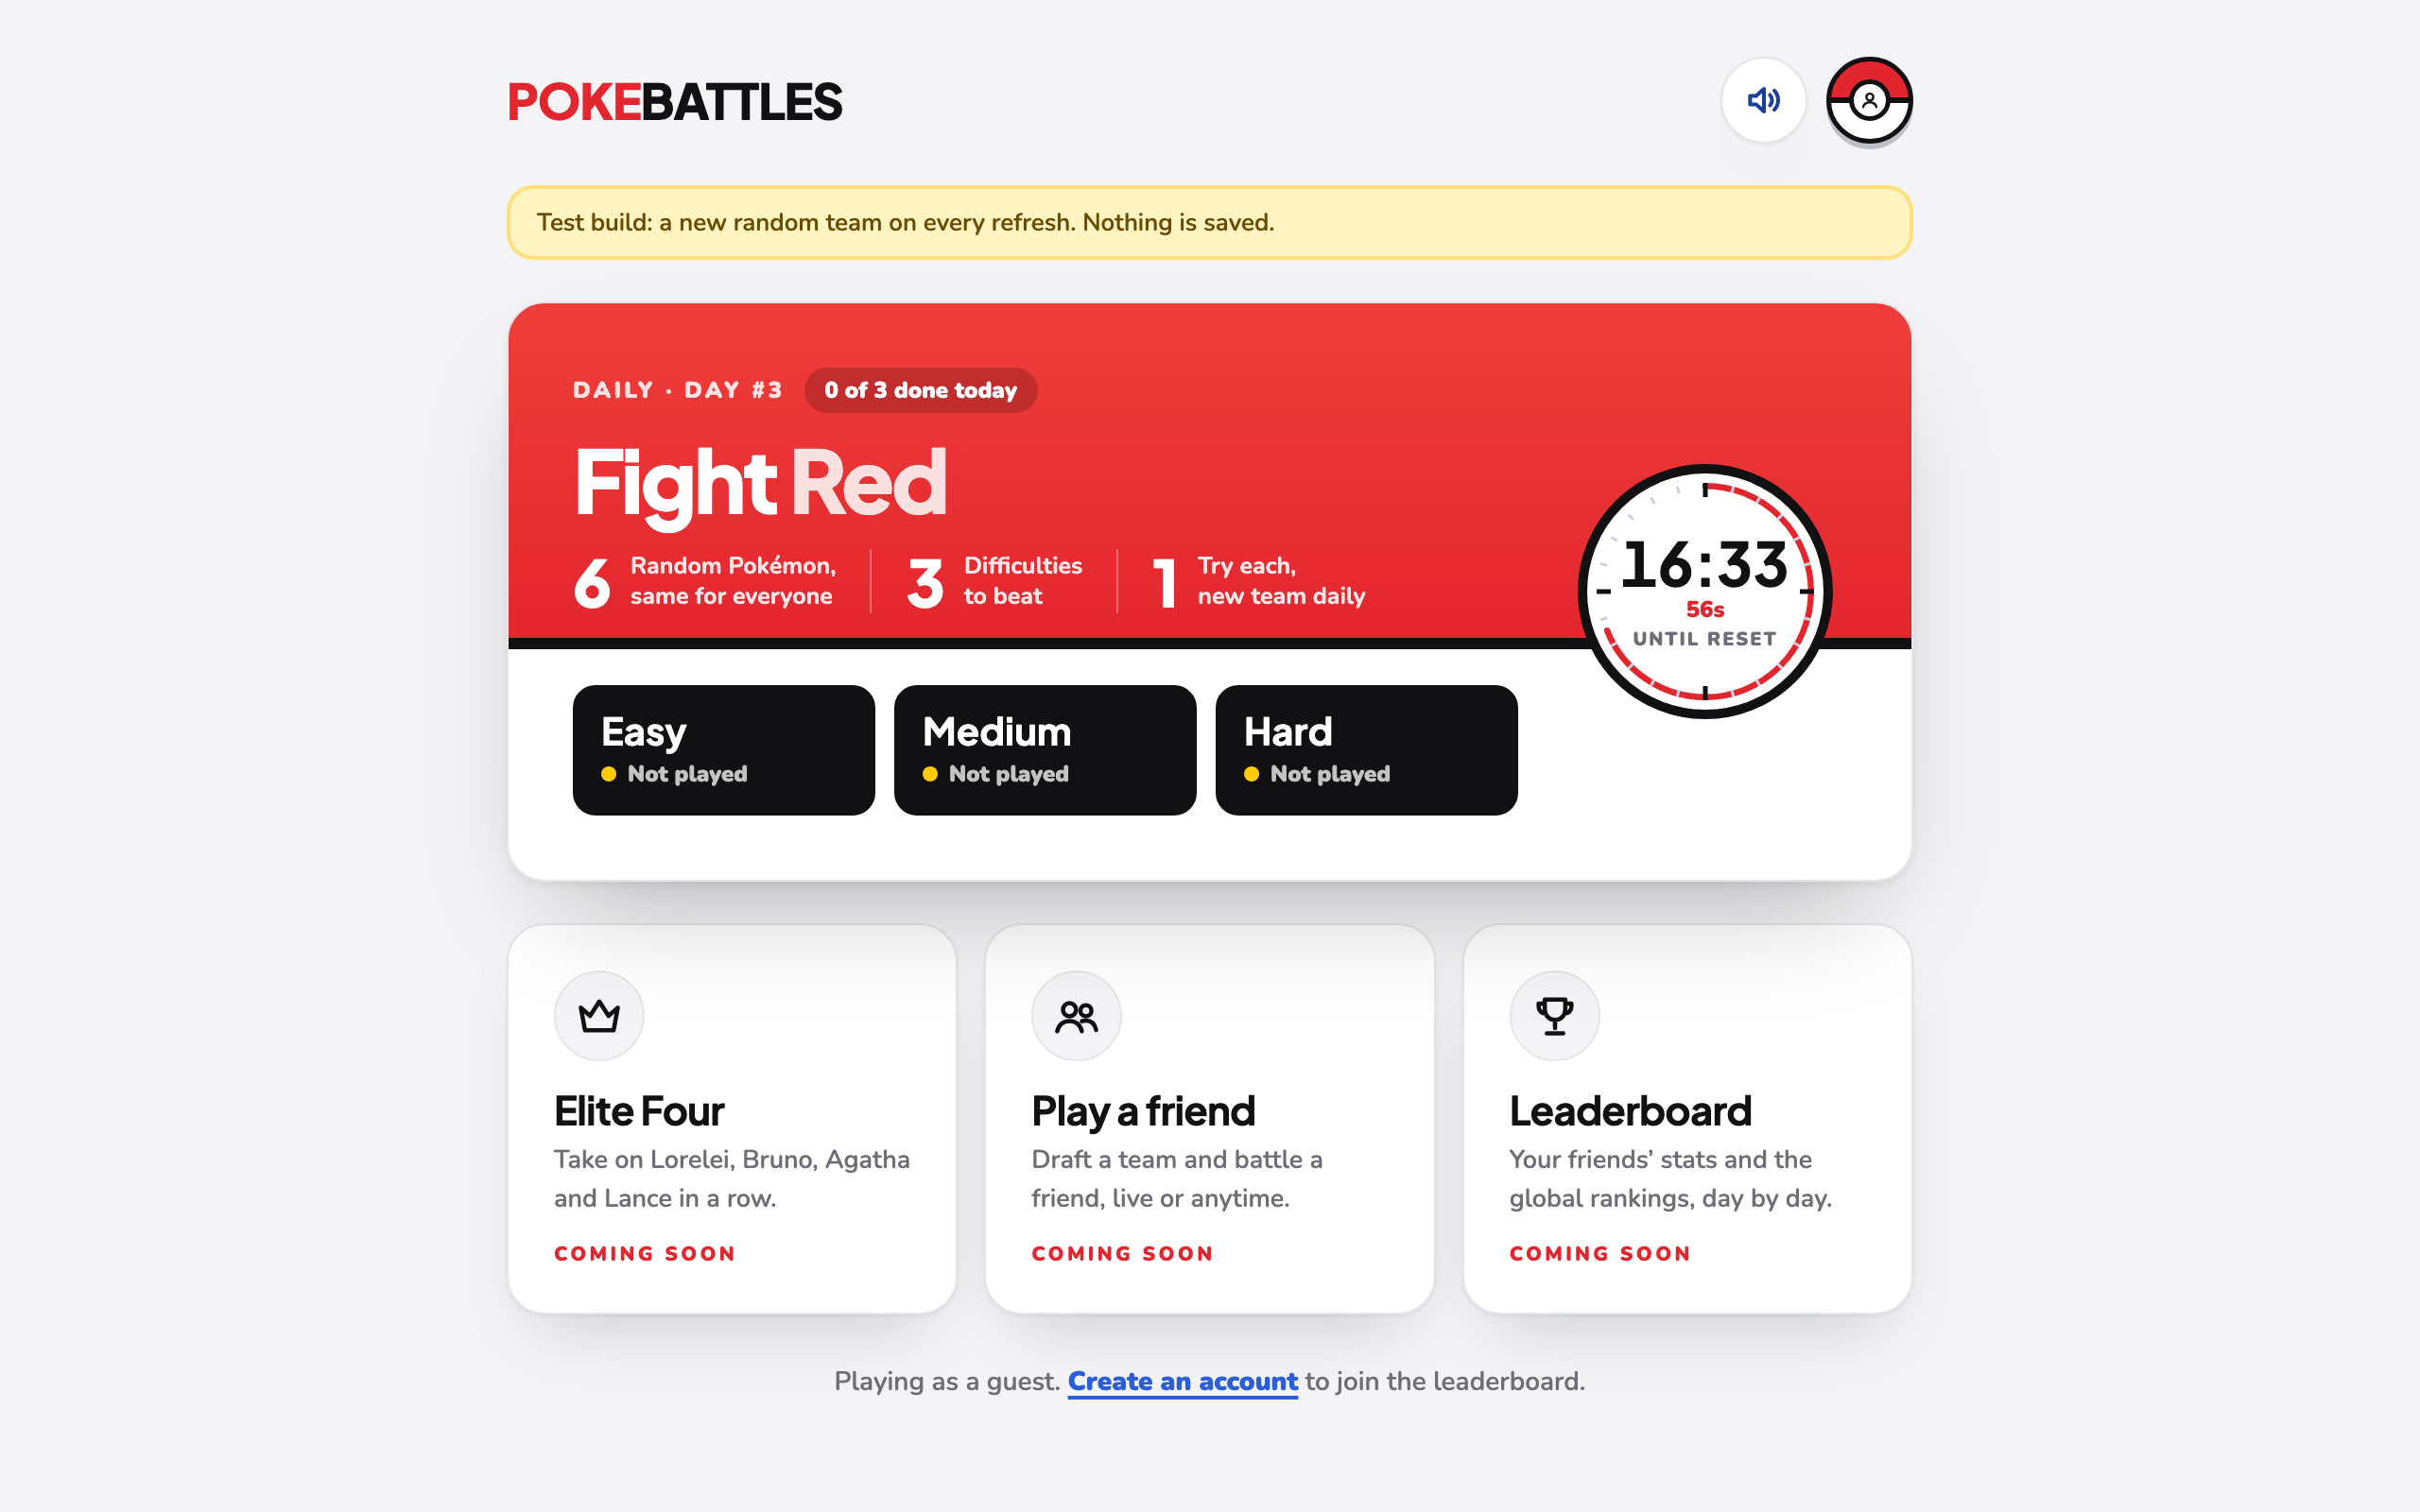 POKEBATTLES
Test build: a new random team on every refresh. Nothing is saved.
DAILY · DAY #3 0 of 3 done today
Fight Red
6 Random Pokémon,
same for everyone
3 Difficulties
to beat
1 Try each,
new team daily
16:33
56s
UNTIL RESET
Easy
Not played
Medium
Not played
Hard
Not played
Elite Four
Take on Lorelei, Bruno, Agatha
and Lance in a row.
COMING SOON
Play a friend
Draft a team and battle a
friend, live or anytime.
COMING SOON
Leaderboard
Your friends’ stats and the
global rankings, day by day.
COMING SOON
Playing as a guest. Create an account to join the leaderboard.